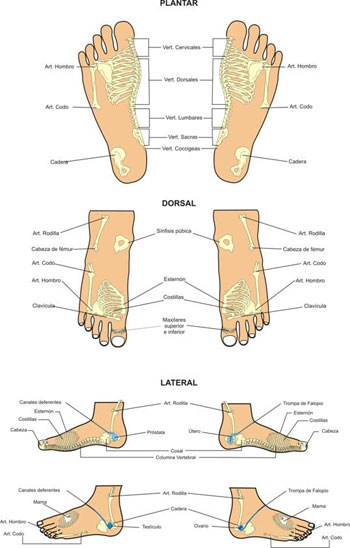 PLANTAR
Vert. Cervicales
Art. Hombro
Vert. Dorsales
Art. Hombro
Art. Codo
Art. Codo
Vert. Lumbares
Vert. Sacras
Cadera
Vert. Coccigeas
Cadera
DORSAL
Art. Rodilla
Sínfisis púbica
Art. Rodilla
Cabeza de fémur
Cabeza de fémur
Art. Codo
Art. Codo
Art. Hombro
Esternón
Art. Hombro
Clavícula
Costillas
Clavícula
Maxilares
superior
e inferior
LATERAL
Canales deferentes
Art. Rodilla
Trompa de Falopio
Esternón
Esternón
Costillas
Costillas
Cabeza
Próstata
Útero
Cabeza
Coxal
Columna Vertebral
Canales deferentes
Art. Rodilla
Trompa de Falopio
Mama
Cadera
Mama
Art. Hombro
Testículo
Ovario
Art. Hombro
Art. Codo
Art. Codo